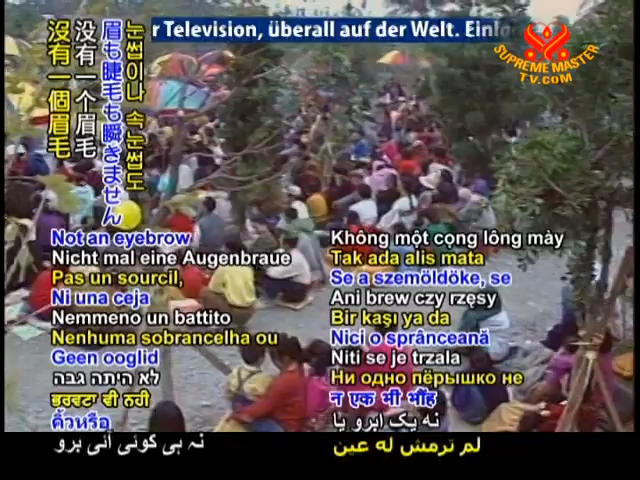 r Television, überall auf der Welt. Einl
SUPREME MASTER
TV.COM
눈썹이나 속눈썹도
眉も睫毛も瞬きません
没有一个眉毛
沒有一個眉毛
Not an eyebrow
Nicht mal eine Augenbraue
Pas un sourcil,
Ni una ceja
Nemmeno un battito
Nenhuma sobrancelha ou
Geen ooglid
לא היתה גבה
ਭਰਵਟਾ ਵੀ ਨਹੀ
คิ้วหรือ
نہ ہی کوئی آئی برو
Không một cọng lông mày
Tak ada alis mata
Se a szemöldöke, se
Ani brew czy rzęsy
Bir kaşı ya da
Nici o sprânceană
Niti se je trzala
Ни одно пёрышко не
न एक भी भौंह
نه یک ابرو یا
لم ترمش له عين